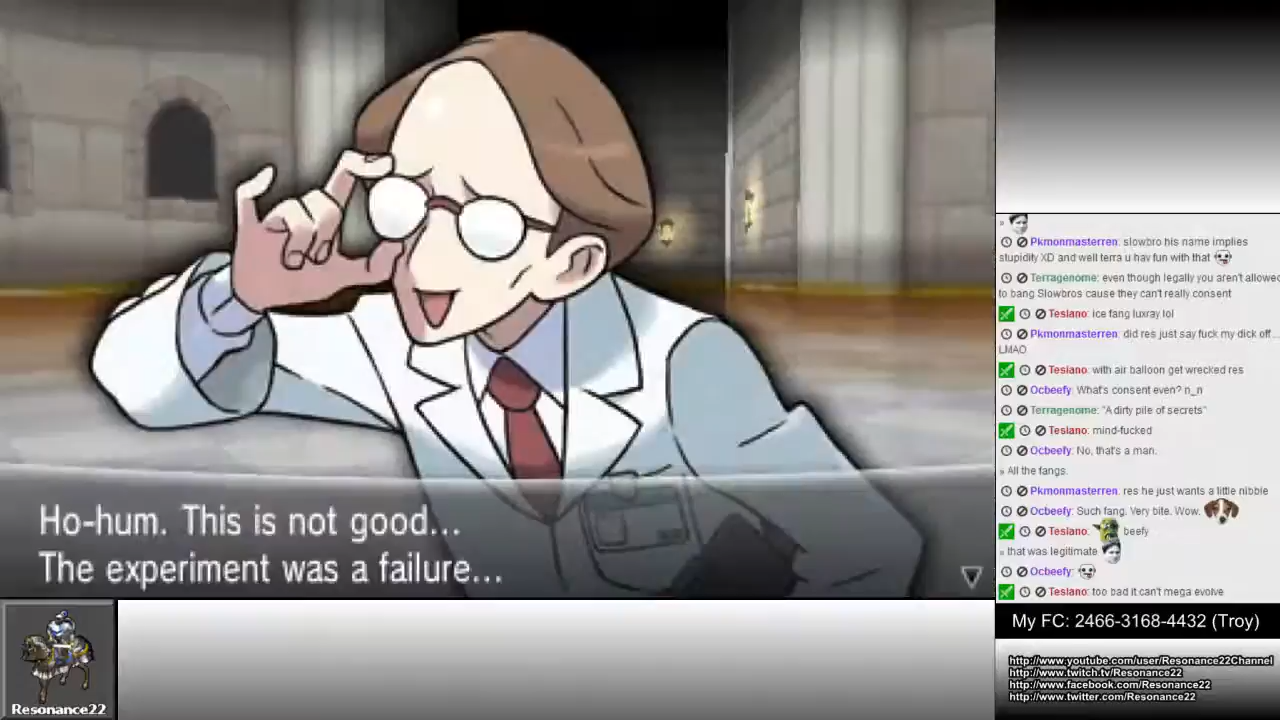 Ho-hum. This is not good...
The experiment was a failure...
Pkmonmasterren: slowbro his name implies
stupidity XD and well terra u hav fun with that
Terragenome: even though legally you aren't allowed
to bang Slowbros cause they can't really consent
Teslano: ice fang luxray lol
Pkmonmasterren: did res just say fuck my dick off...
LMAO
Teslano: with air balloon get wrecked res
Ocbeefy: What's consent even? n_n
Terragenome: "A dirty pile of secrets"
Teslano: mind-fucked
Ocbeefy: No, that's a man.
» All the fangs.
Pkmonmasterren: res he just wants a little nibble
Ocbeefy: Such fang. Very bite. Wow.
Teslano: beefy
» that was legitimate
Ocbeefy:
Teslano: too bad it can't mega evolve
My FC: 2466-3168-4432 (Troy)
http://www.youtube.com/user/Resonance22Channel
http://www.twitch.tv/Resonance22
http://www.facebook.com/Resonance22
http://www.twitter.com/Resonance22
Resonance22